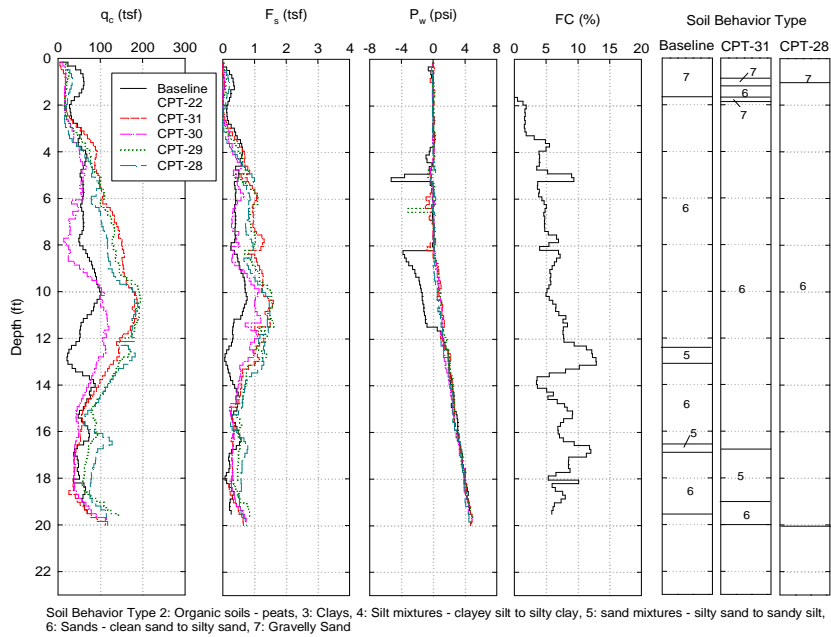 q_c (tsf)
F_s (tsf)
P_w (psi)
FC (%)
Soil Behavior Type
Baseline
CPT-31
CPT-28
0 100 200 300
0 1 2 3 4
-8 -4 0 4 8
0 5 10 15 20
Depth (ft)
0
2
4
6
8
10
12
14
16
18
20
22
Baseline
CPT-22
CPT-31
CPT-30
CPT-29
CPT-28
7
6
5
6
5
6
7
6
7
6
5
6
7
6
Soil Behavior Type 2: Organic soils - peats, 3: Clays, 4: Silt mixtures - clayey silt to silty clay, 5: sand mixtures - silty sand to sandy silt,
6: Sands - clean sand to silty sand, 7: Gravelly Sand